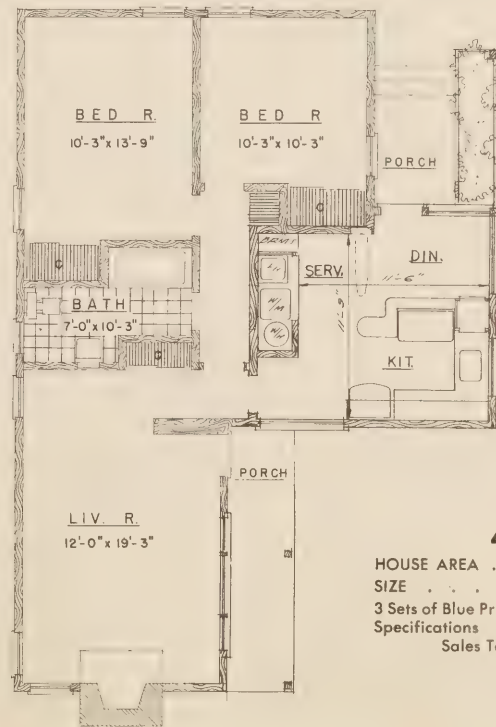 BED R.
10'-3" x 13'-9"
BED R
10'-3" x 10'-3"
PORCH
DIN.
SERV.
11'-6"
C
C
BATH
7'-0" x 10'-3"
C
W/M
KIT.
PORCH
LIV. R.
12'-0" x 19'-3"
HOUSE AREA .
SIZE . . .
3 Sets of Blue Pr
Specifications
Sales T